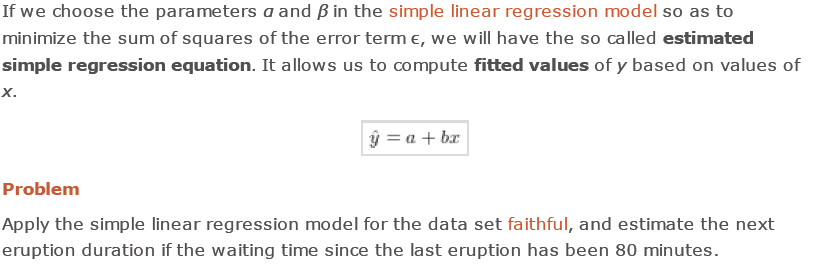 If we choose the parameters α and β in the simple linear regression model so as to
minimize the sum of squares of the error term ϵ, we will have the so called estimated
simple regression equation. It allows us to compute fitted values of y based on values of
x.
ŷ = a + bx
Problem
Apply the simple linear regression model for the data set faithful, and estimate the next
eruption duration if the waiting time since the last eruption has been 80 minutes.